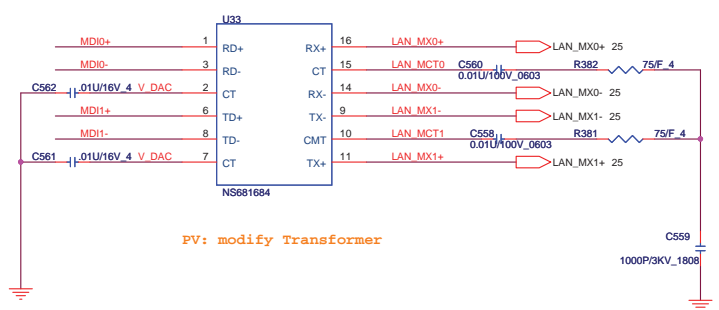 U33
MDI0+ 1 RD+ RX+ 16 LAN_MX0+ LAN_MX0+ 25
MDI0- 3 RD- CT 15 LAN_MCT0 C560 0.01U/100V_0603 R382 75/F_4
C562 .01U/16V_4 V_DAC 2 CT RX- 14 LAN_MX0- LAN_MX0- 25
MDI1+ 6 TD+ TX- 9 LAN_MX1- LAN_MX1- 25
MDI1- 8 TD- CMT 10 LAN_MCT1 C558 0.01U/100V_0603 R381 75/F_4
C561 .01U/16V_4 V_DAC 7 CT TX+ 11 LAN_MX1+ LAN_MX1+ 25
NS681684
PV: modify Transformer
C559
1000P/3KV_1808